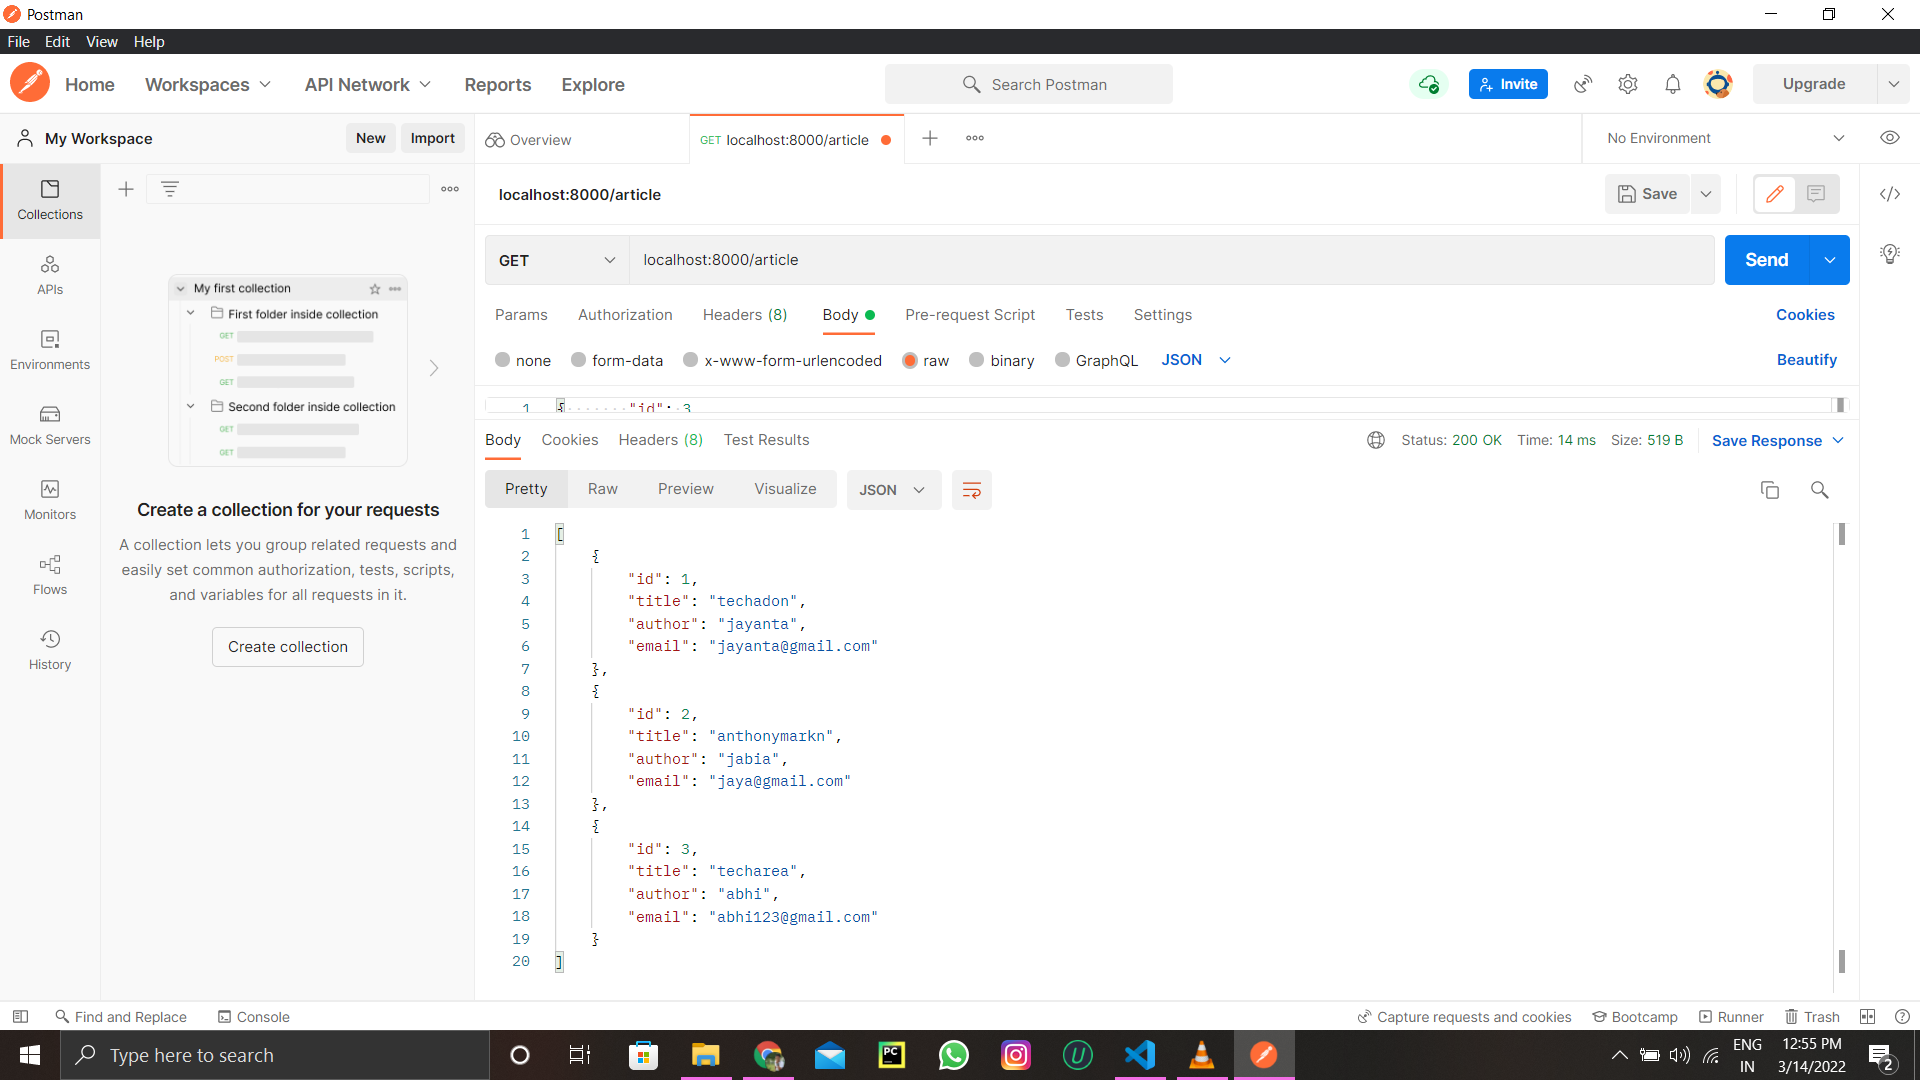 Postman
File Edit View Help
Home Workspaces API Network Reports Explore Search Postman Invite Upgrade
My Workspace New Import Overview GET localhost:8000/article No Environment
Collections
APIs
Environments
Mock Servers
Monitors
Flows
History
My first collection
First folder inside collection
GET
POST
GET
Second folder inside collection
GET
GET
Create a collection for your requests
A collection lets you group related requests and
easily set common authorization, tests, scripts,
and variables for all requests in it.
Create collection
localhost:8000/article Save
GET localhost:8000/article Send
Params Authorization Headers (8) Body Pre-request Script Tests Settings Cookies
none form-data x-www-form-urlencoded raw binary GraphQL JSON Beautify
1 { "id": 3
Body Cookies Headers (8) Test Results Status: 200 OK Time: 14 ms Size: 519 B Save Response
Pretty Raw Preview Visualize JSON
1 [
2 {
3 "id": 1,
4 "title": "techadon",
5 "author": "jayanta",
6 "email": "jayanta@gmail.com"
7 },
8 {
9 "id": 2,
10 "title": "anthonymarkn",
11 "author": "jabia",
12 "email": "jaya@gmail.com"
13 },
14 {
15 "id": 3,
16 "title": "techarea",
17 "author": "abhi",
18 "email": "abhi123@gmail.com"
19 }
20 ]
Find and Replace Console Capture requests and cookies Bootcamp Runner Trash
Type here to search PC ENG 12:55 PM
IN 3/14/2022 2